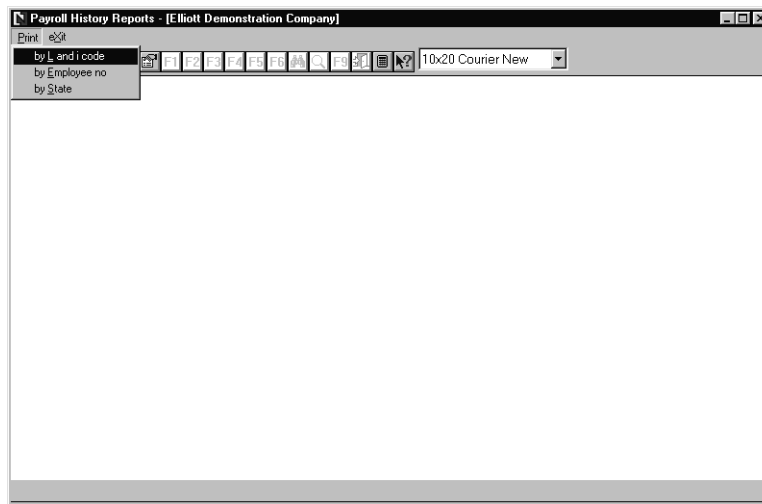 Payroll History Reports - [Elliott Demonstration Company]
Print eXit
by L and i code
F1 F2 F3 F4 F5 F6 F9 10x20 Courier New
by Employee no
by State